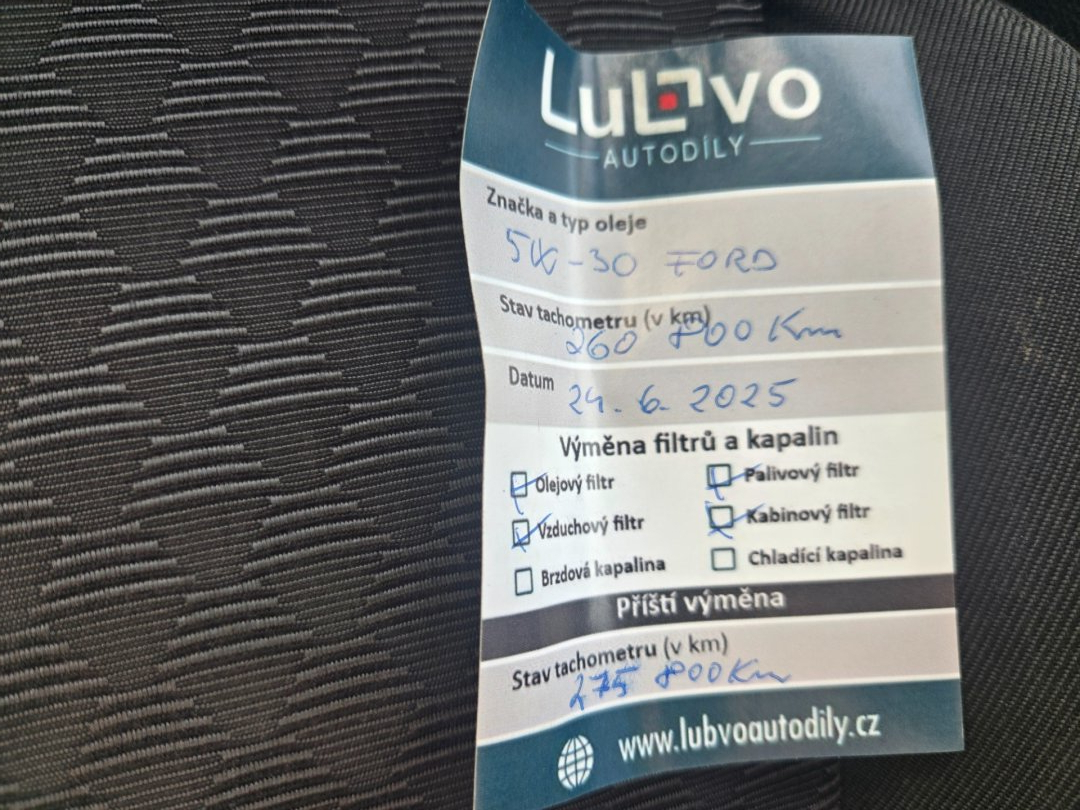 LuBvo
AUTODÍLY
Značka a typ oleje
5W-30 FORD
Stav tachometru (v km)
260 800 Km
Datum
24. 6. 2025
Výměna filtrů a kapalin
Olejový filtr
Palivový filtr
Vzduchový filtr
Kabinový filtr
Brzdová kapalina
Chladící kapalina
Příští výměna
Stav tachometru (v km)
275 800 Km
www.lubvoautodily.cz